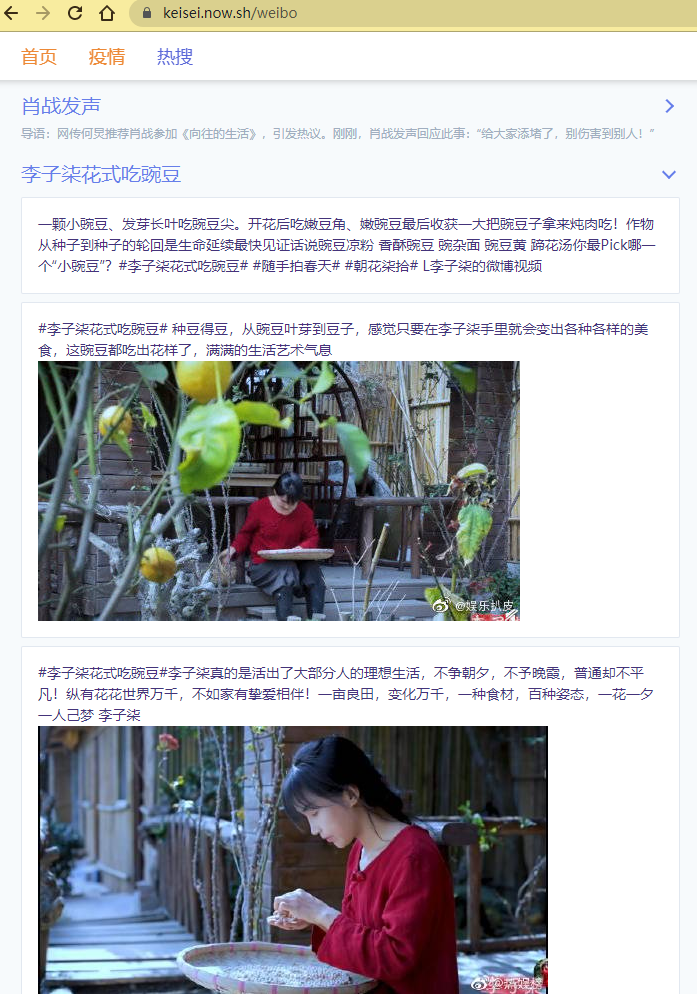 keisei.now.sh/weibo
首页 疫情 热搜
肖战发声
导语：网传何炅推荐肖战参加《向往的生活》，引发热议。刚刚，肖战发声回应此事：“给大家添堵了，别伤害到别人！”
李子柒花式吃豌豆
一颗小豌豆、发芽长叶吃豌豆尖。开花后吃嫩豆角、嫩豌豆最后收获一大把豌豆子拿来炖肉吃！作物
从种子到种子的轮回是生命延续最快见证话说豌豆凉粉 香酥豌豆 豌杂面 豌豆黄 蹄花汤你最Pick哪一
个“小豌豆”？#李子柒花式吃豌豆# #随手拍春天# #朝花柒拾# L李子柒的微博视频
#李子柒花式吃豌豆# 种豆得豆，从豌豆叶芽到豆子，感觉只要在李子柒手里就会变出各种各样的美
食，这豌豆都吃出花样了，满满的生活艺术气息
@娱乐扒皮
#李子柒花式吃豌豆#李子柒真的是活出了大部分人的理想生活，不争朝夕，不予晚霞，普通却不平
凡！纵有花花世界万千，不如家有挚爱相伴！一亩良田，变化万千，一种食材，百种姿态，一花一夕
一人己梦 李子柒